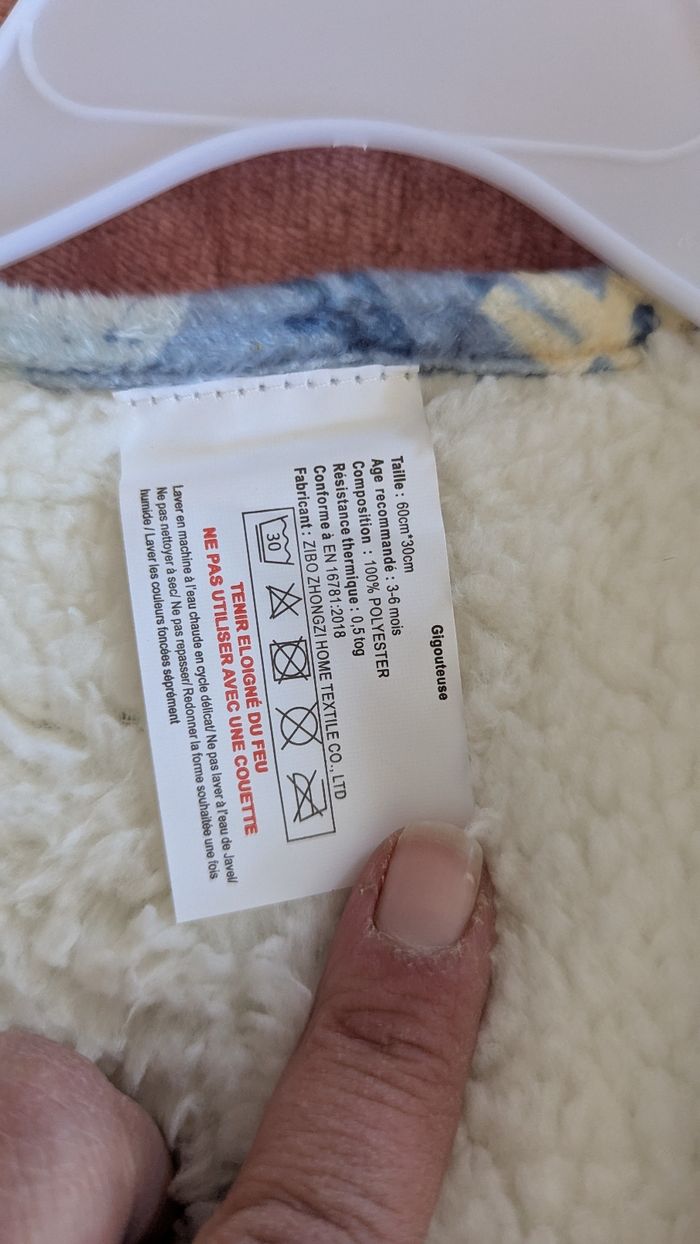 Gigouteuse
Taille : 60cm*30cm
Age recommandé : 3-6 mois
Composition : 100% POLYESTER
Résistance thermique : 0,5 tog
Conforme à EN 16781:2018
Fabricant : ZIBO ZHONGZI HOME TEXTILE CO., LTD
30
TENIR ELOIGNÉ DU FEU
NE PAS UTILISER AVEC UNE COUETTE
Laver en machine à l'eau chaude en cycle délicat/ Ne pas laver à l'eau de Javel/
Ne pas nettoyer à sec/ Ne pas repasser/ Redonner la forme souhaitée une fois
humide / Laver les couleurs foncées séprément